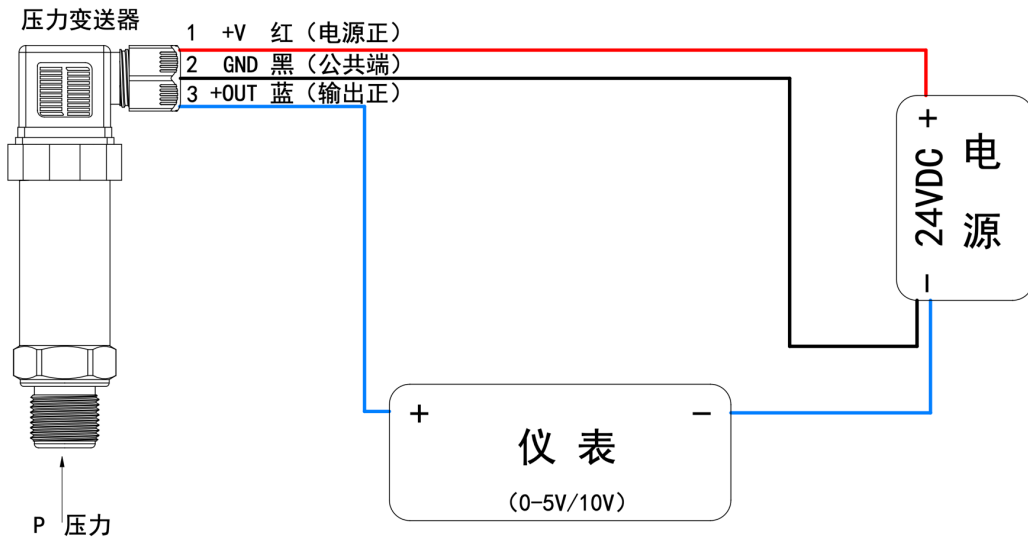 压力变送器
1 +V 红（电源正）
2 GND 黑（公共端）
3 +OUT 蓝（输出正）
+ 24VDC -
电源
+ -
仪表
(0-5V/10V)
P 压力